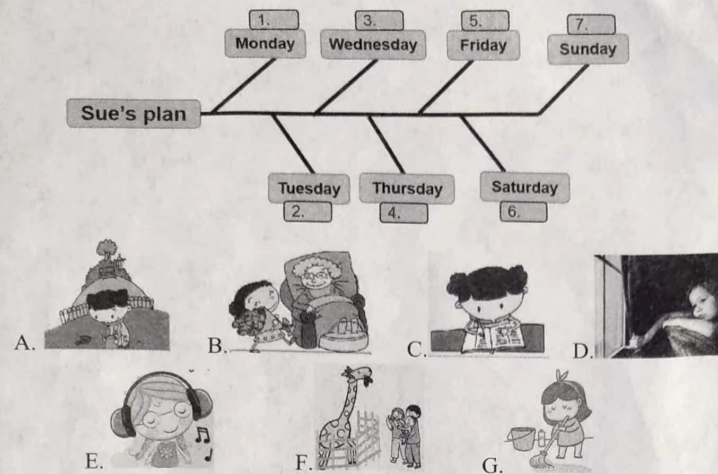 1.
3.
5.
7.
Monday
Wednesday
Friday
Sunday
Sue's plan
Tuesday
Thursday
Saturday
2.
4.
6.
A.
B.
C.
D.
E.
F.
G.